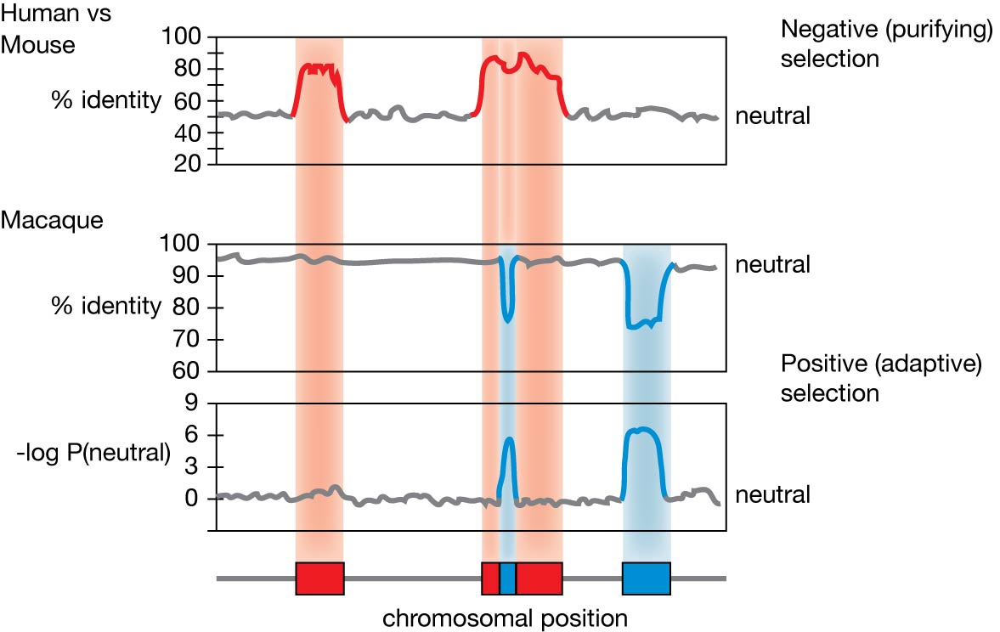 Human vs
Mouse
% identity
100
80
60
40
20
neutral
Negative (purifying)
selection
Macaque
% identity
100
90
80
70
60
neutral
Positive (adaptive)
selection
-log P(neutral)
9
6
3
0
neutral
chromosomal position